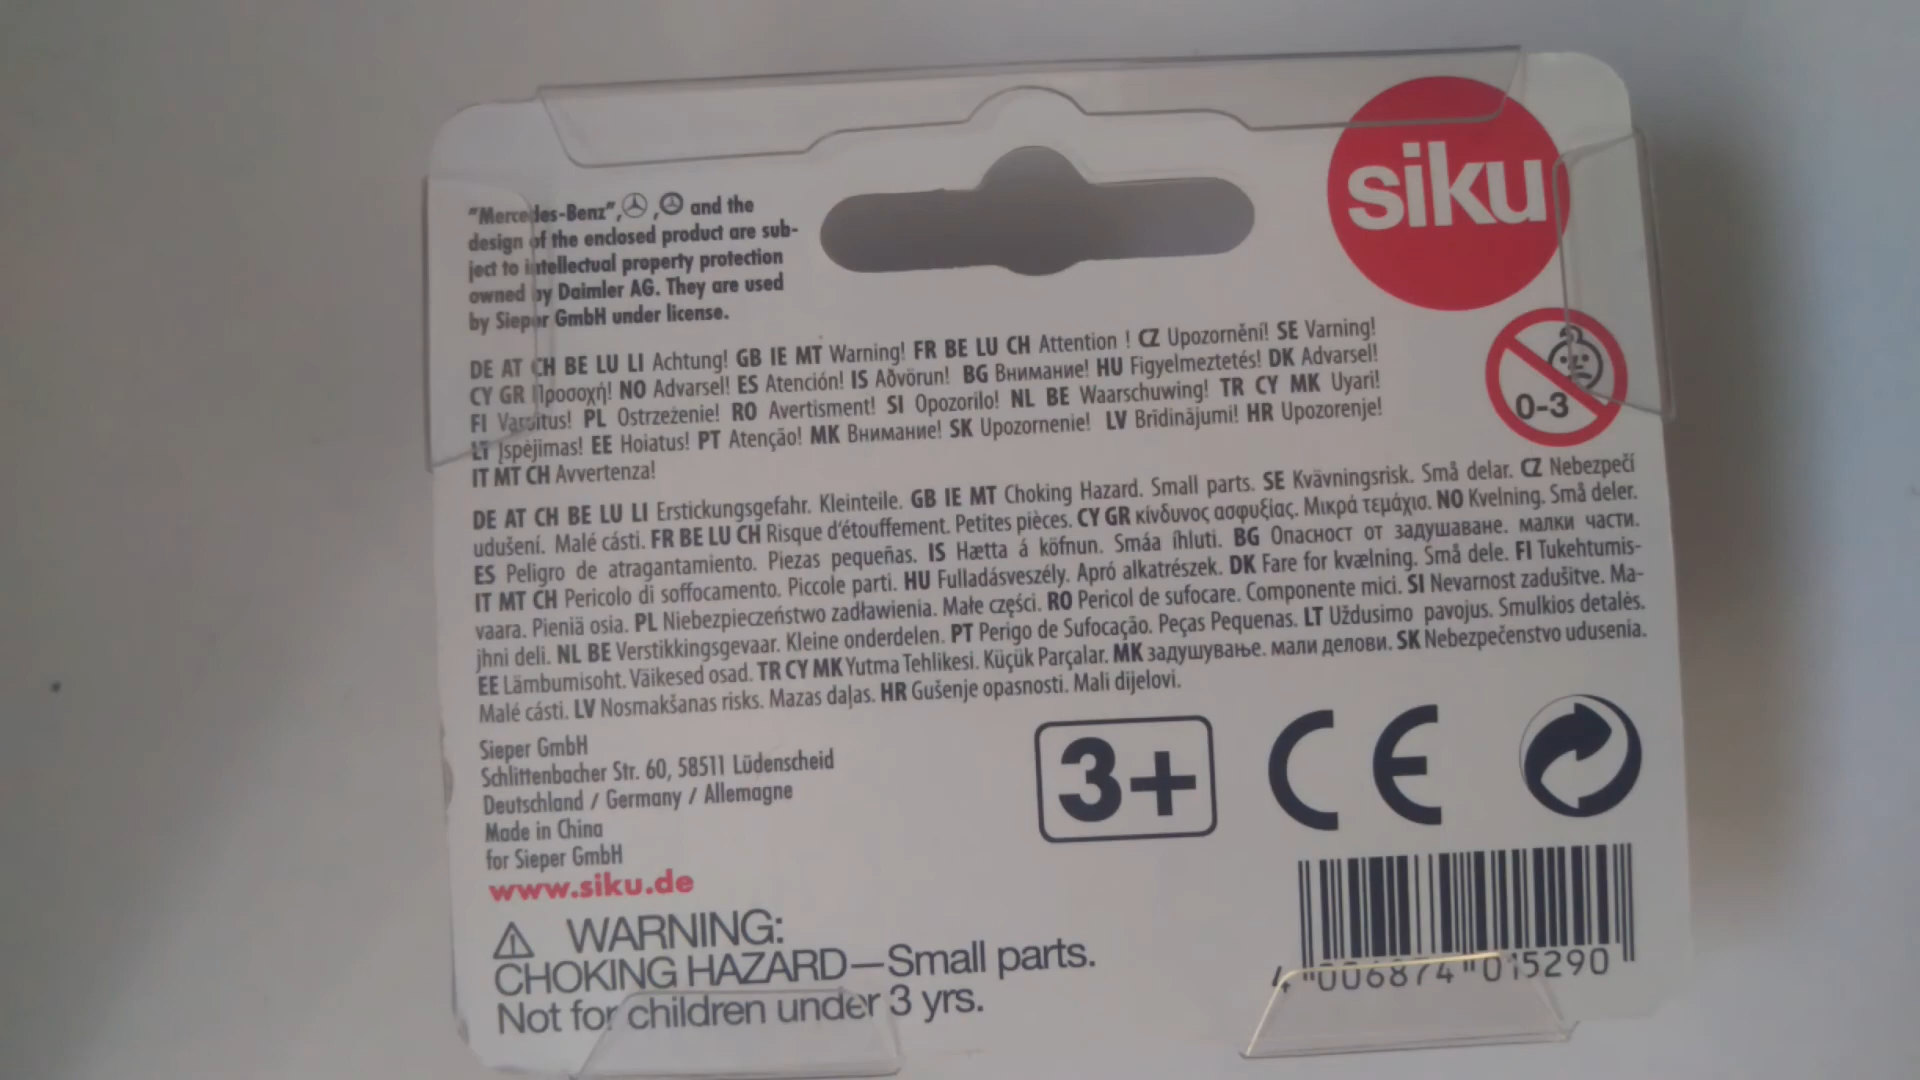 siku
"Mercedes-Benz", , and the
design of the enclosed product are sub-
ject to intellectual property protection
owned by Daimler AG. They are used
by Sieper GmbH under license.
DE AT CH BE LU LI Achtung! GB IE MT Warning! FR BE LU CH Attention ! CZ Upozornění! SE Varning!
CY GR Προσοχή! NO Advarsel! ES Atención! IS Aðvörun! BG Внимание! HU Figyelmeztetés! DK Advarsel!
FI Varoitus! PL Ostrzeżenie! RO Avertisment! SI Opozorilo! NL BE Waarschuwing! TR CY MK Uyari!
LT Įspėjimas! EE Hoiatus! PT Atenção! MK Внимание! SK Upozornenie! LV Brīdinājumi! HR Upozorenje!
IT MT CH Avvertenza!
0-3
DE AT CH BE LU LI Erstickungsgefahr. Kleinteile. GB IE MT Choking Hazard. Small parts. SE Kvävningsrisk. Små delar. CZ Nebezpečí
udušení. Malé cásti. FR BE LU CH Risque d'étouffement. Petites pièces. CY GR κίνδυνος ασφυξίας. Μικρά τεμάχια. NO Kvelning. Små deler.
ES Peligro de atragantamiento. Piezas pequeñas. IS Hætta á köfnun. Smáa íhluti. BG Опасност от задушаване. малки части.
IT MT CH Pericolo di soffocamento. Piccole parti. HU Fulladásveszély. Apró alkatrészek. DK Fare for kvælning. Små dele. FI Tukehtumis-
vaara. Pieniä osia. PL Niebezpieczeństwo zadławienia. Małe części. RO Pericol de sufocare. Componente mici. SI Nevarnost zadušitve. Ma-
jhni deli. NL BE Verstikkingsgevaar. Kleine onderdelen. PT Perigo de Sufocação. Peças Pequenas. LT Uždusimo pavojus. Smulkios detalės.
EE Lämbumisoht. Väikesed osad. TR CY MK Yutma Tehlikesi. Küçük Parçalar. MK задушување. мали делови. SK Nebezpečenstvo udusenia.
Malé cásti. LV Nosmakšanas risks. Mazas daļas. HR Gušenje opasnosti. Mali dijelovi.
Sieper GmbH
Schlittenbacher Str. 60, 58511 Lüdenscheid
Deutschland / Germany / Allemagne
Made in China
for Sieper GmbH
www.siku.de
3+
CE
WARNING:
CHOKING HAZARD—Small parts.
Not for children under 3 yrs.
4 006874 015290